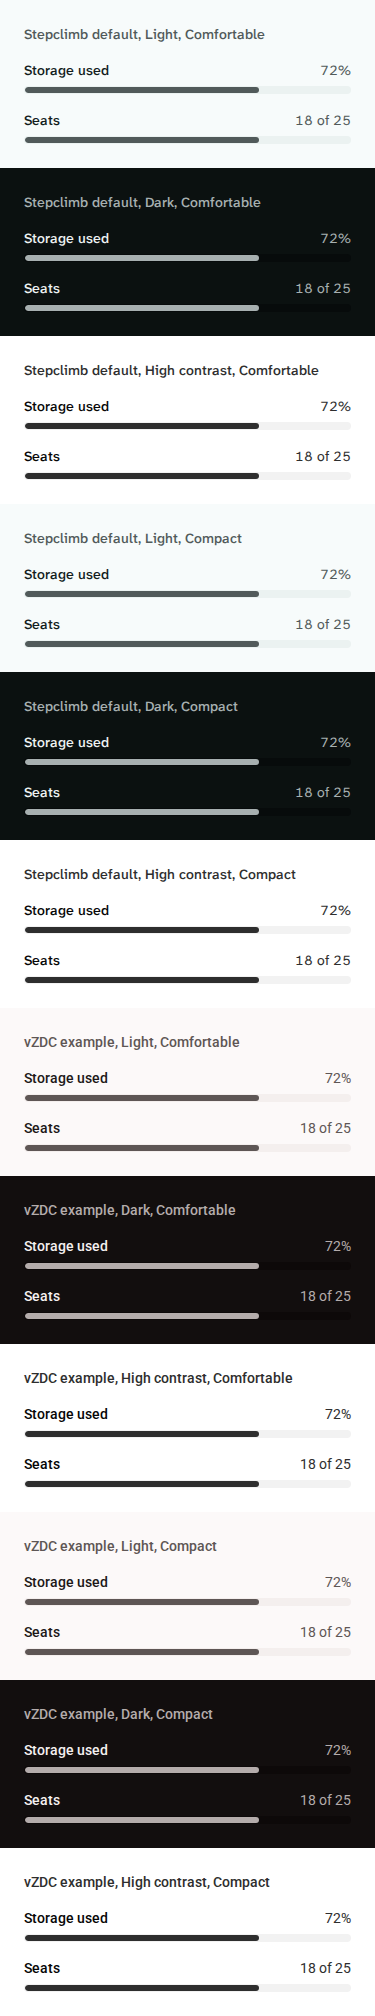 Stepclimb default, Light, Comfortable
Storage used 72%
Seats 18 of 25
Stepclimb default, Dark, Comfortable
Storage used 72%
Seats 18 of 25
Stepclimb default, High contrast, Comfortable
Storage used 72%
Seats 18 of 25
Stepclimb default, Light, Compact
Storage used 72%
Seats 18 of 25
Stepclimb default, Dark, Compact
Storage used 72%
Seats 18 of 25
Stepclimb default, High contrast, Compact
Storage used 72%
Seats 18 of 25
vZDC example, Light, Comfortable
Storage used 72%
Seats 18 of 25
vZDC example, Dark, Comfortable
Storage used 72%
Seats 18 of 25
vZDC example, High contrast, Comfortable
Storage used 72%
Seats 18 of 25
vZDC example, Light, Compact
Storage used 72%
Seats 18 of 25
vZDC example, Dark, Compact
Storage used 72%
Seats 18 of 25
vZDC example, High contrast, Compact
Storage used 72%
Seats 18 of 25